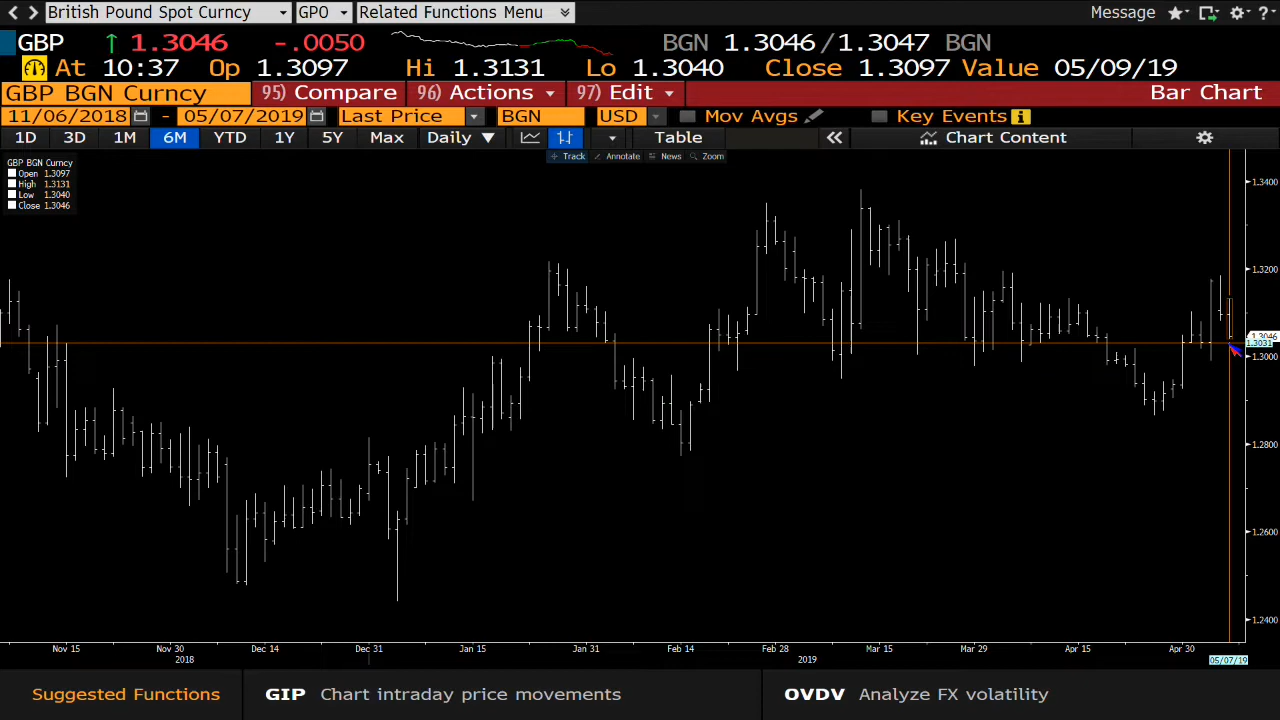 British Pound Spot Curncy GPO Related Functions Menu Message ?
GBP 1.3046 -.0050 BGN 1.3046/1.3047 BGN
At 10:37 Op 1.3097 Hi 1.3131 Lo 1.3040 Close 1.3097 Value 05/09/19
GBP BGN Curncy 95) Compare 96) Actions 97) Edit Bar Chart
11/06/2018 - 05/07/2019 Last Price BGN USD Mov Avgs Key Events
1D 3D 1M 6M YTD 1Y 5Y Max Daily Table Chart Content
Track Annotate News Zoom
GBP BGN Curncy
Open 1.3097
High 1.3131
Low 1.3040
Close 1.3046
1.3400
1.3200
1.3046
1.3031
1.3000
1.2800
1.2600
1.2400
Nov 15 Nov 30 Dec 14 Dec 31 Jan 15 Jan 31 Feb 14 Feb 28 Mar 15 Mar 29 Apr 15 Apr 30
2018 2019 05/07/19
Suggested Functions GIP Chart intraday price movements OVDV Analyze FX volatility